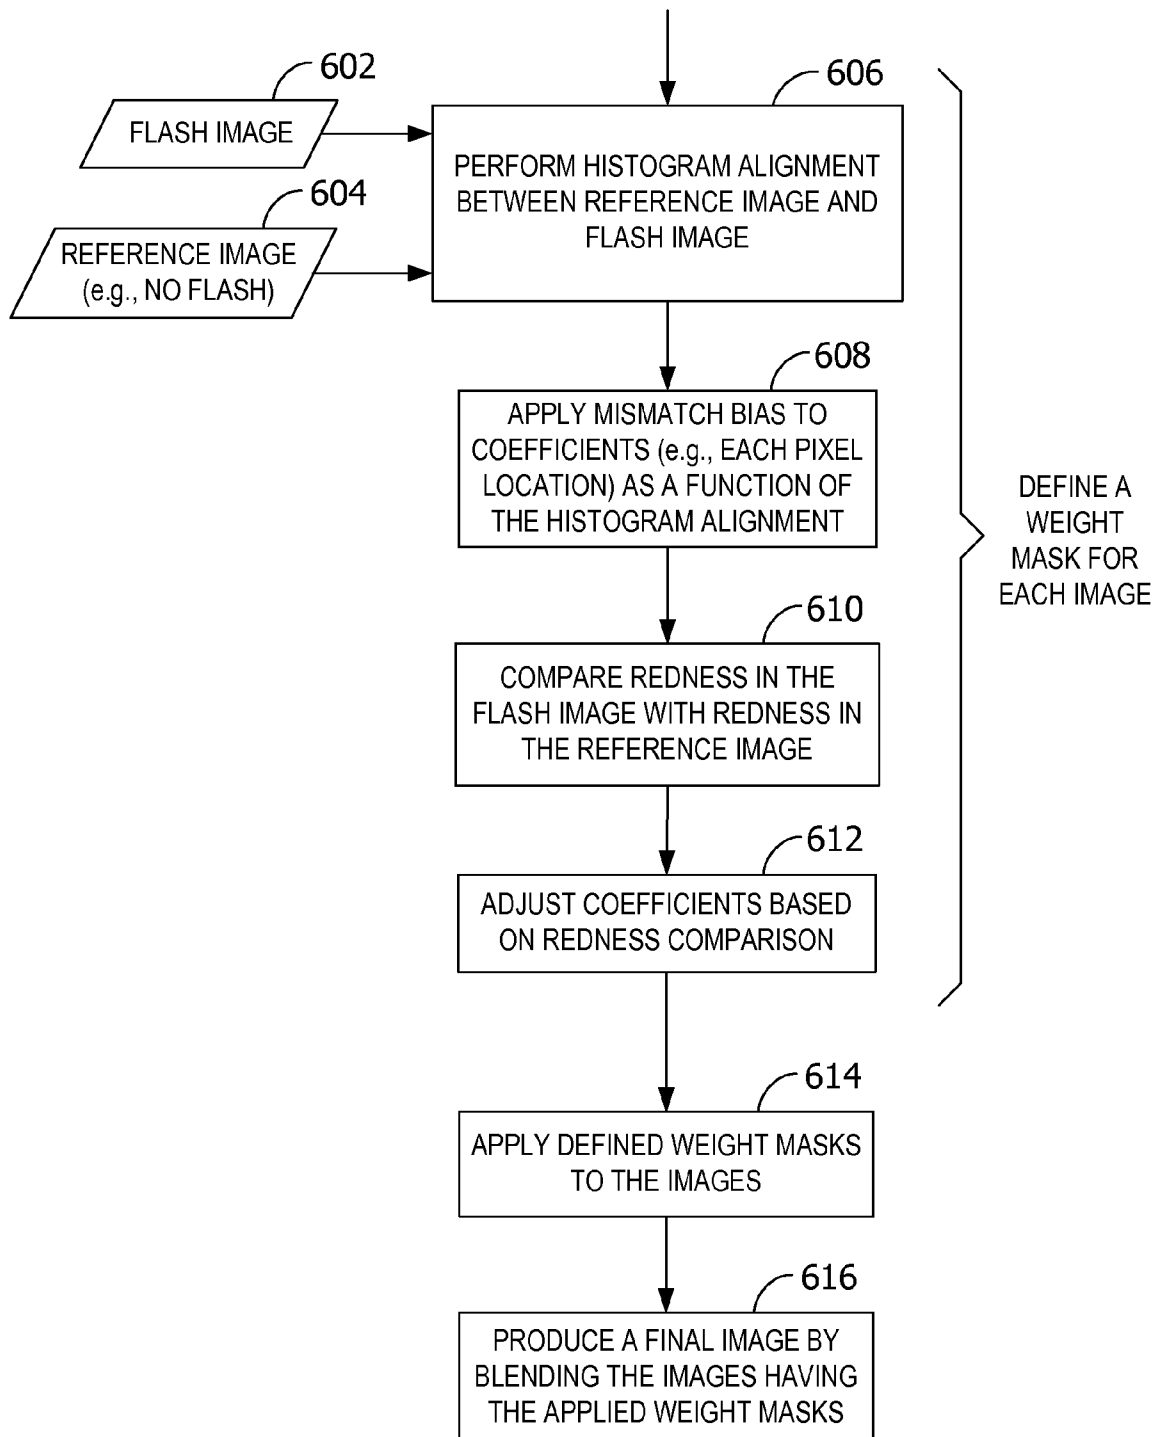 602
FLASH IMAGE
604
REFERENCE IMAGE
(e.g., NO FLASH)
606
PERFORM HISTOGRAM ALIGNMENT
BETWEEN REFERENCE IMAGE AND
FLASH IMAGE
608
APPLY MISMATCH BIAS TO
COEFFICIENTS (e.g., EACH PIXEL
LOCATION) AS A FUNCTION OF
THE HISTOGRAM ALIGNMENT
DEFINE A
WEIGHT
MASK FOR
EACH IMAGE
610
COMPARE REDNESS IN THE
FLASH IMAGE WITH REDNESS IN
THE REFERENCE IMAGE
612
ADJUST COEFFICIENTS BASED
ON REDNESS COMPARISON
614
APPLY DEFINED WEIGHT MASKS
TO THE IMAGES
616
PRODUCE A FINAL IMAGE BY
BLENDING THE IMAGES HAVING
THE APPLIED WEIGHT MASKS